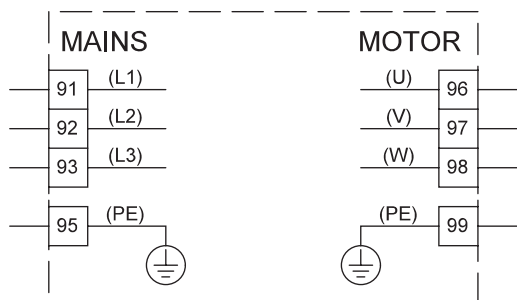 MAINS MOTOR
91 (L1) (U) 96
92 (L2) (V) 97
93 (L3) (W) 98
95 (PE) (PE) 99